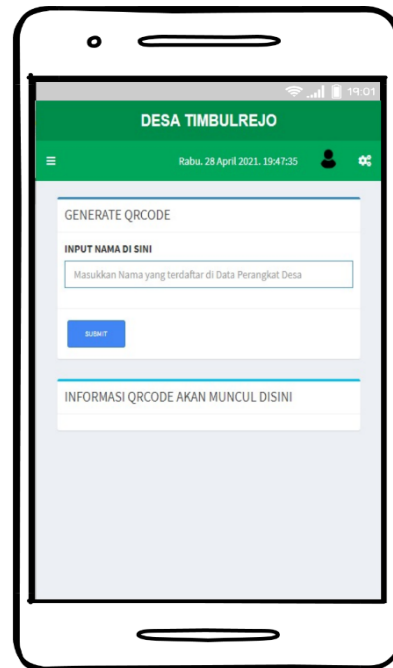 19:01
DESA TIMBULREJO
Rabu. 28 April 2021. 19:47:35
GENERATE QRCODE
INPUT NAMA DI SINI
Masukkan Nama yang terdaftar di Data Perangkat Desa
SUBMIT
INFORMASI QRCODE AKAN MUNCUL DISINI